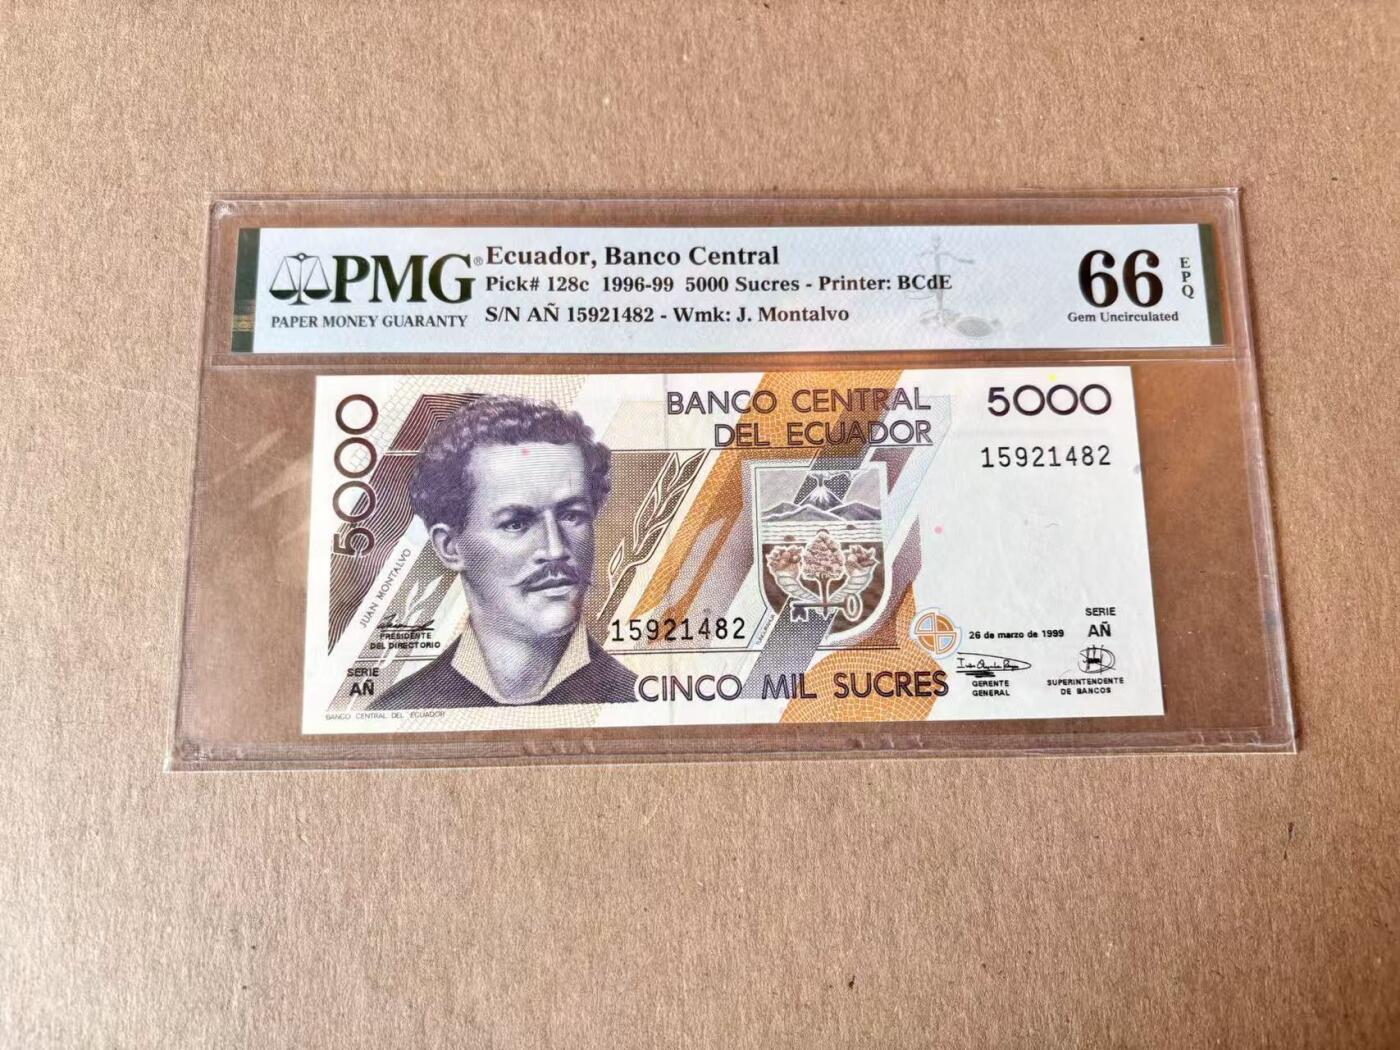 PMG®
PAPER MONEY GUARANTY
Ecuador, Banco Central
Pick# 128c 1996-99 5000 Sucres - Printer: BCdE
S/N AÑ 15921482 - Wmk: J. Montalvo
66
EPQ
Gem Uncirculated
5000
BANCO CENTRAL
DEL ECUADOR
5000
15921482
JUAN MONTALVO
PRESIDENTE
DEL DIRECTORIO
SERIE
AÑ
15921482
26 de marzo de 1999
SERIE
AÑ
CINCO MIL SUCRES
GERENTE
GENERAL
SUPERINTENDENTE
DE BANCOS
BANCO CENTRAL DEL ECUADOR